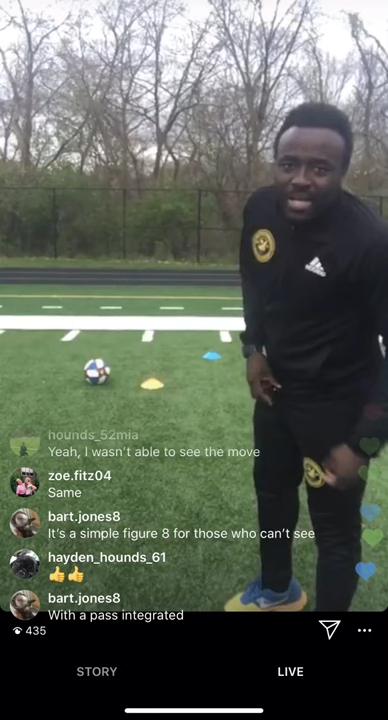 adidas
hounds_52mia
Yeah, I wasn't able to see the move
zoe.fitz04
Same
bart.jones8
It's a simple figure 8 for those who can't see
hayden_hounds_61
👍👍
bart.jones8
With a pass integrated
435
STORY
LIVE